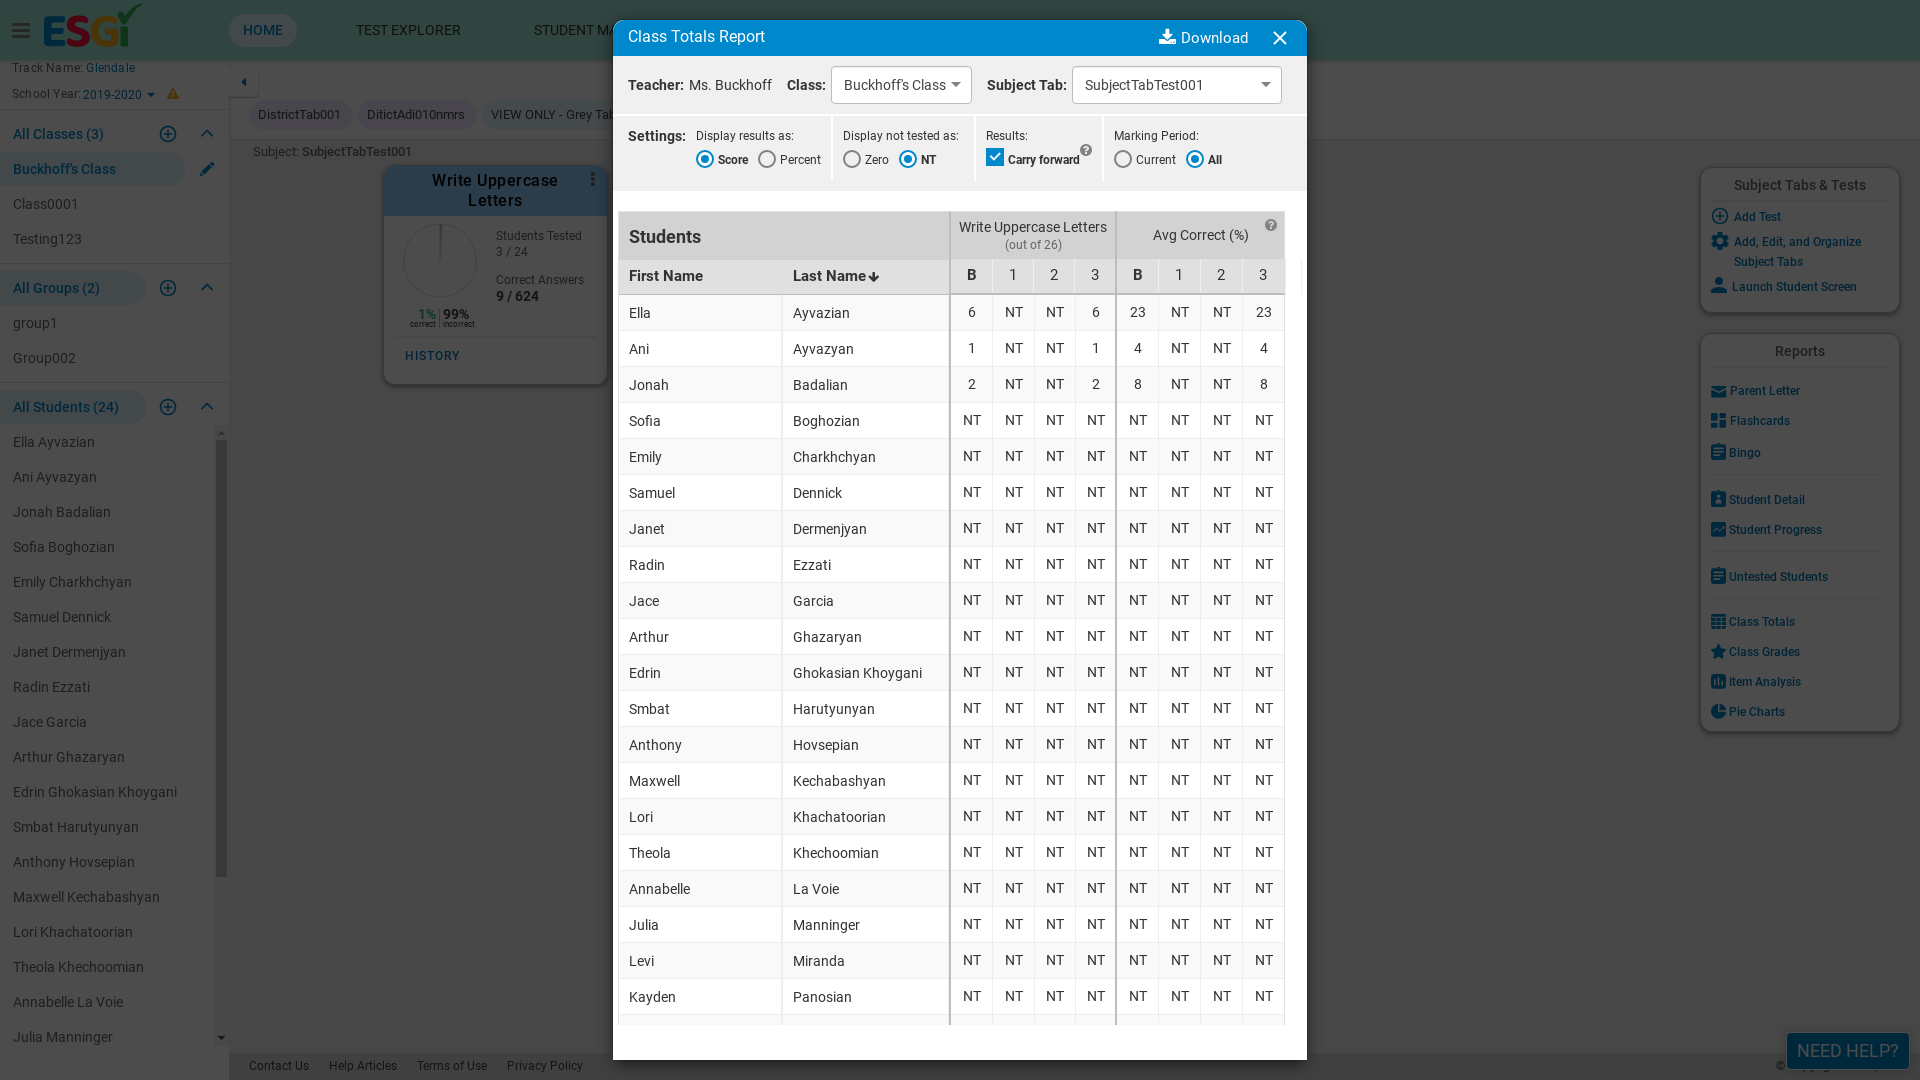 ESGi
HOME
TEST EXPLORER
STUDENT MA
Track Name: Glendale
School Year: 2019-2020
All Classes (3)
Buckhoff's Class
Class0001
Testing123
All Groups (2)
group1
Group002
All Students (24)
Ella Ayvazian
Ani Ayvazyan
Jonah Badalian
Sofia Boghozian
Emily Charkhchyan
Samuel Dennick
Janet Dermenjyan
Radin Ezzati
Jace Garcia
Arthur Ghazaryan
Edrin Ghokasian Khoygani
Smbat Harutyunyan
Anthony Hovsepian
Maxwell Kechabashyan
Lori Khachatoorian
Theola Khechoomian
Annabelle La Voie
Julia Manninger
DistrictTab001
DitictAdi010nmrs
VIEW ONLY - Grey Tab
Subject: SubjectTabTest001
Write Uppercase
Letters
Students Tested
3 / 24
Correct Answers
9 / 624
1% 99%
correct incorrect
HISTORY
Class Totals Report
Download
Teacher: Ms. Buckhoff Class: Buckhoff's Class Subject Tab: SubjectTabTest001
Settings:
Display results as:
Score Percent
Display not tested as:
Zero NT
Results:
Carry forward ?
Marking Period:
Current All
Students
Write Uppercase Letters
(out of 26)
Avg Correct (%) ?
First Name Last Name B 1 2 3 B 1 2 3
Ella Ayvazian 6 NT NT 6 23 NT NT 23
Ani Ayvazyan 1 NT NT 1 4 NT NT 4
Jonah Badalian 2 NT NT 2 8 NT NT 8
Sofia Boghozian NT NT NT NT NT NT NT NT
Emily Charkhchyan NT NT NT NT NT NT NT NT
Samuel Dennick NT NT NT NT NT NT NT NT
Janet Dermenjyan NT NT NT NT NT NT NT NT
Radin Ezzati NT NT NT NT NT NT NT NT
Jace Garcia NT NT NT NT NT NT NT NT
Arthur Ghazaryan NT NT NT NT NT NT NT NT
Edrin Ghokasian Khoygani NT NT NT NT NT NT NT NT
Smbat Harutyunyan NT NT NT NT NT NT NT NT
Anthony Hovsepian NT NT NT NT NT NT NT NT
Maxwell Kechabashyan NT NT NT NT NT NT NT NT
Lori Khachatoorian NT NT NT NT NT NT NT NT
Theola Khechoomian NT NT NT NT NT NT NT NT
Annabelle La Voie NT NT NT NT NT NT NT NT
Julia Manninger NT NT NT NT NT NT NT NT
Levi Miranda NT NT NT NT NT NT NT NT
Kayden Panosian NT NT NT NT NT NT NT NT
Subject Tabs & Tests
Add Test
Add, Edit, and Organize
Subject Tabs
Launch Student Screen
Reports
Parent Letter
Flashcards
Bingo
Student Detail
Student Progress
Untested Students
Class Totals
Class Grades
Item Analysis
Pie Charts
Contact Us Help Articles Terms of Use Privacy Policy
©
NEED HELP?